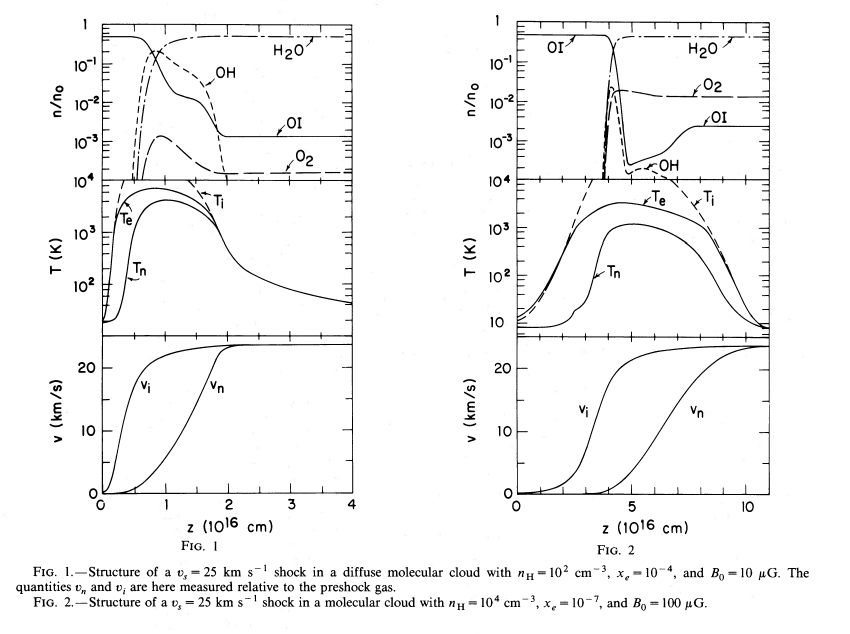 1
10⁻¹
10⁻²
10⁻³
10⁴
n/n₀
H₂O
OH
OI
O₂
10³
10²
T (K)
Tₑ
Tᵢ
Tₙ
20
10
0
v (km/s)
vᵢ
vₙ
0 1 2 3 4
z (10¹⁶ cm)
FIG. 1
1
10⁻¹
10⁻²
10⁻³
10⁴
n/n₀
OI
H₂O
O₂
OI
OH
10³
10²
10
T (K)
Tₑ
Tᵢ
Tₙ
20
10
0
v (km/s)
vᵢ
vₙ
0 5 10
z (10¹⁶ cm)
FIG. 2
FIG. 1.—Structure of a vₛ = 25 km s⁻¹ shock in a diffuse molecular cloud with n_H = 10² cm⁻³, xₑ = 10⁻⁴, and B₀ = 10 μG. The
quantities vₙ and vᵢ are here measured relative to the preshock gas.
FIG. 2.—Structure of a vₛ = 25 km s⁻¹ shock in a molecular cloud with n_H = 10⁴ cm⁻³, xₑ = 10⁻⁷, and B₀ = 100 μG.